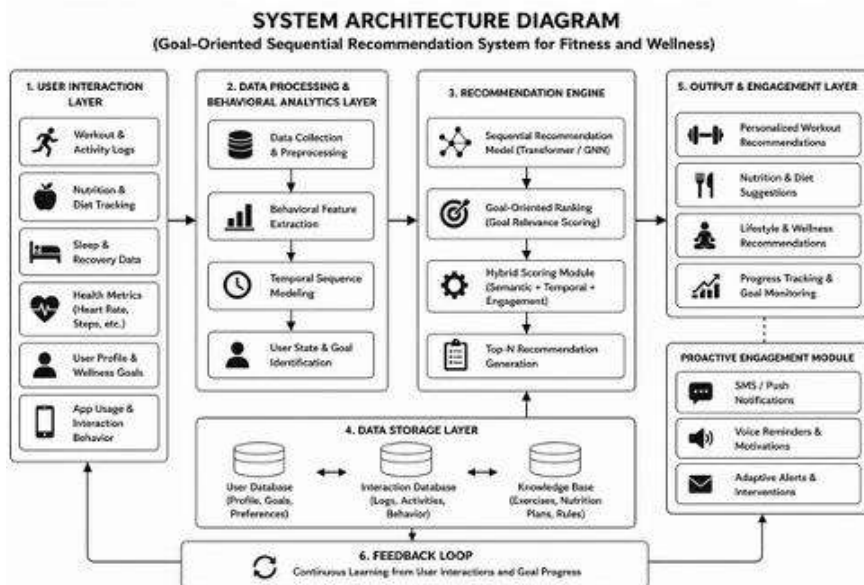 SYSTEM ARCHITECTURE DIAGRAM
(Goal-Oriented Sequential Recommendation System for Fitness and Wellness)
1. USER INTERACTION
LAYER
Workout &
Activity Logs
Nutrition &
Diet Tracking
Sleep &
Recovery Data
Health Metrics
(Heart Rate,
Steps, etc.)
User Profile &
Wellness Goals
App Usage &
Interaction
Behavior
2. DATA PROCESSING &
BEHAVIORAL ANALYTICS LAYER
Data Collection
& Preprocessing
Behavioral Feature
Extraction
Temporal Sequence
Modeling
User State & Goal
Identification
3. RECOMMENDATION ENGINE
Sequential Recommendation
Model (Transformer / GNN)
Goal-Oriented Ranking
(Goal Relevance Scoring)
Hybrid Scoring Module
(Semantic + Temporal +
Engagement)
Top-N Recommendation
Generation
4. DATA STORAGE LAYER
User Database
(Profile, Goals,
Preferences)
Interaction Database
(Logs, Activities,
Behavior)
Knowledge Base
(Exercises, Nutrition
Plans, Rules)
5. OUTPUT & ENGAGEMENT LAYER
Personalized Workout
Recommendations
Nutrition & Diet
Suggestions
Lifestyle & Wellness
Recommendations
Progress Tracking &
Goal Monitoring
PROACTIVE ENGAGEMENT MODULE
SMS / Push
Notifications
Voice Reminders &
Motivations
Adaptive Alerts &
Interventions
6. FEEDBACK LOOP
Continuous Learning from User Interactions and Goal Progress